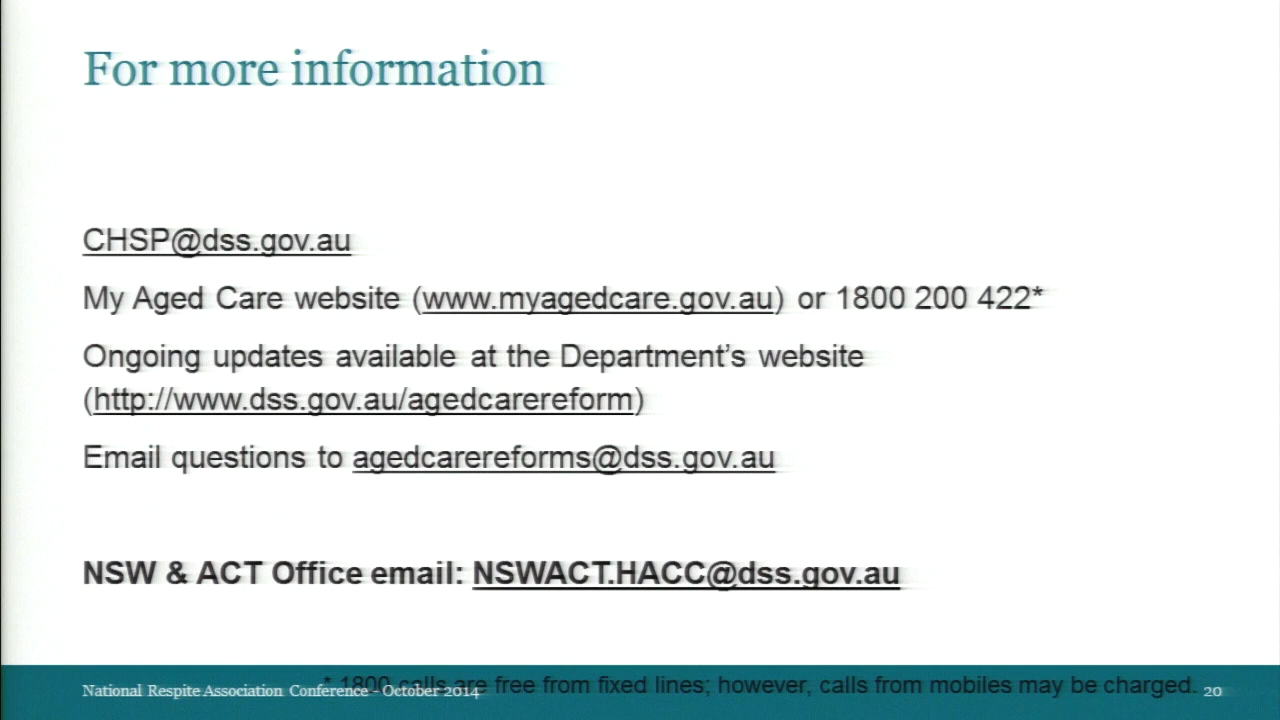 For more information
CHSP@dss.gov.au
My Aged Care website (www.myagedcare.gov.au) or 1800 200 422*
Ongoing updates available at the Department’s website
(http://www.dss.gov.au/agedcarereform)
Email questions to agedcarereforms@dss.gov.au
NSW & ACT Office email: NSWACT.HACC@dss.gov.au
* 1800 calls are free from fixed lines; however, calls from mobiles may be charged.
National Respite Association Conference - October 2014
20